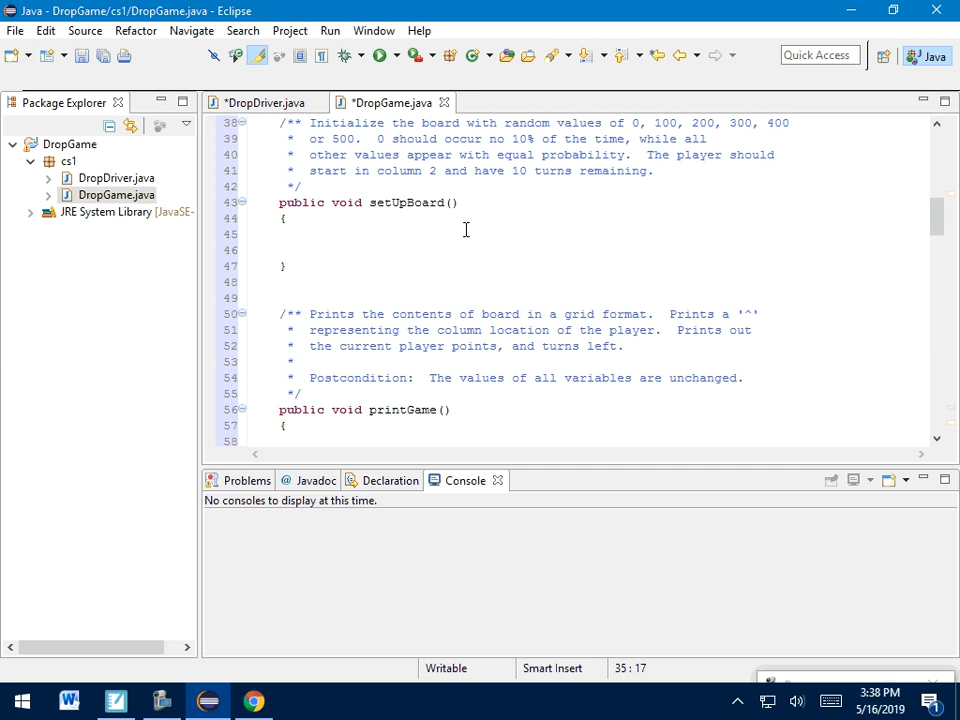 Java - DropGame/cs1/DropGame.java - Eclipse
File Edit Source Refactor Navigate Search Project Run Window Help
Quick Access
Java
Package Explorer
*DropDriver.java
*DropGame.java
DropGame
cs1
DropDriver.java
DropGame.java
JRE System Library [JavaSE-
38 /** Initialize the board with random values of 0, 100, 200, 300, 400
39 * or 500. 0 should occur no 10% of the time, while all
40 * other values appear with equal probability. The player should
41 * start in column 2 and have 10 turns remaining.
42 */
43 public void setUpBoard()
44 {
45
46
47 }
48
49
50 /** Prints the contents of board in a grid format. Prints a '^'
51 * representing the column location of the player. Prints out
52 * the current player points, and turns left.
53 *
54 * Postcondition: The values of all variables are unchanged.
55 */
56 public void printGame()
57 {
58
Problems @ Javadoc Declaration Console
No consoles to display at this time.
Writable Smart Insert 35 : 17
3:38 PM
5/16/2019
1